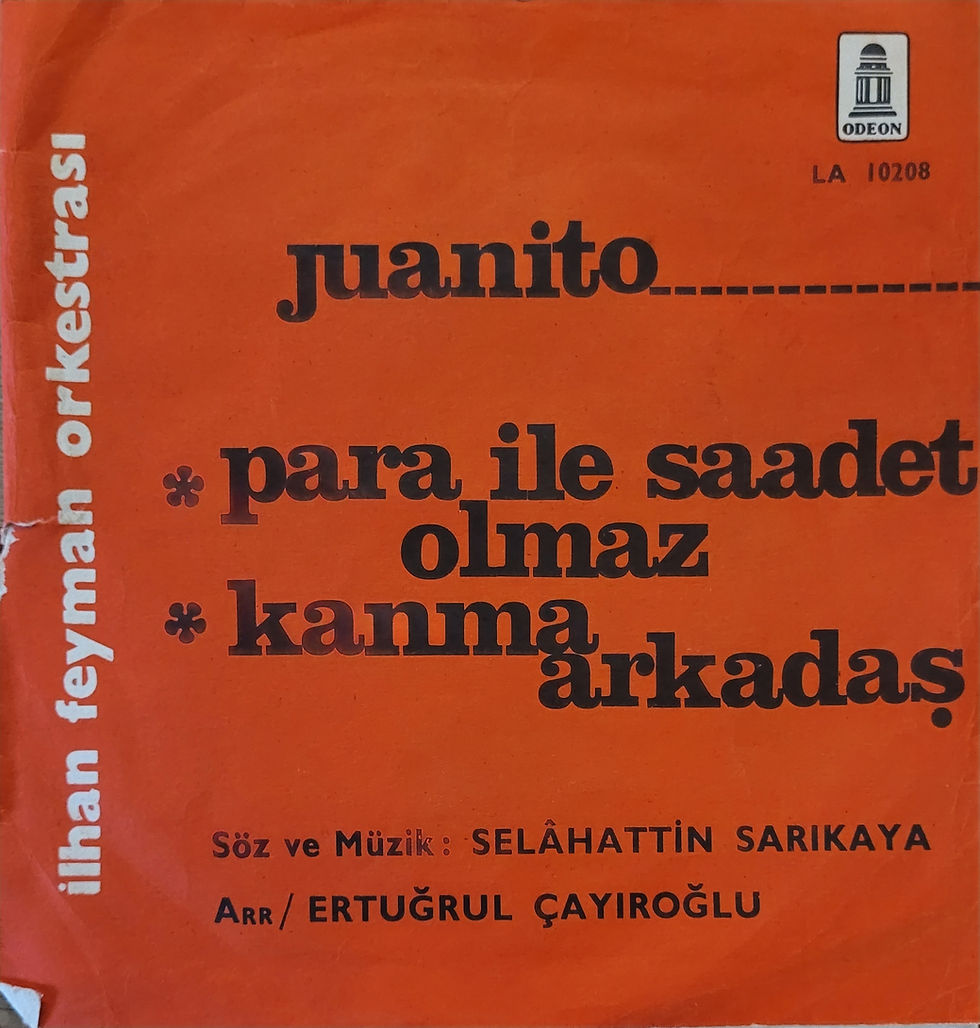 ODEON
LA 10208
ilhan feyman orkestrası
juanito
* para ile saadet
olmaz
* kanma
arkadaş
Söz ve Müzik: SELÂHATTİN SARIKAYA
ARR/ ERTUĞRUL ÇAYIROĞLU